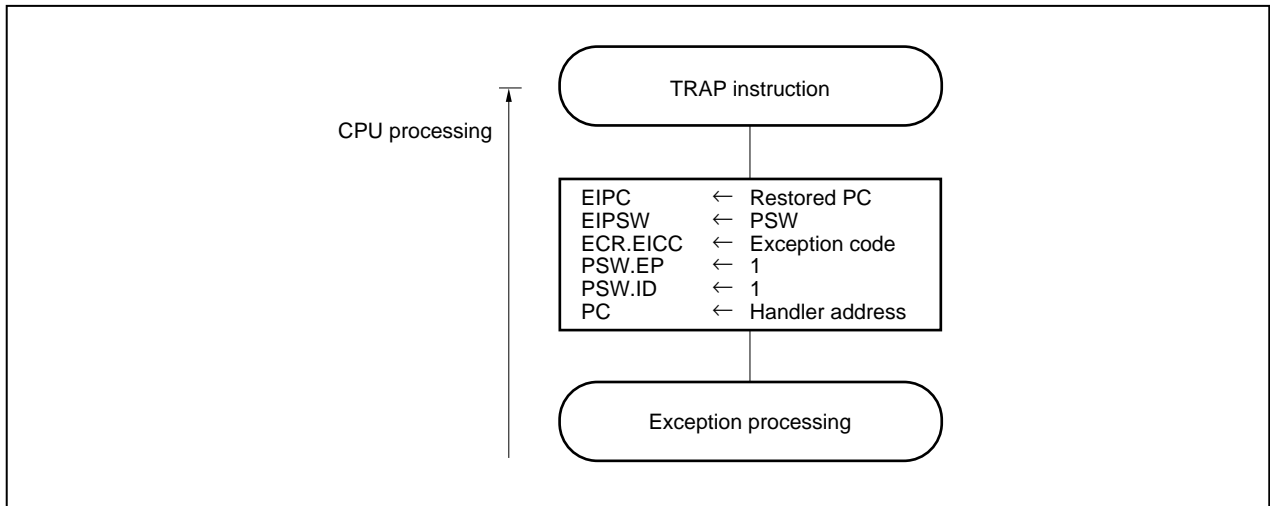 TRAP instruction
CPU processing
EIPC ← Restored PC
EIPSW ← PSW
ECR.EICC ← Exception code
PSW.EP ← 1
PSW.ID ← 1
PC ← Handler address
Exception processing